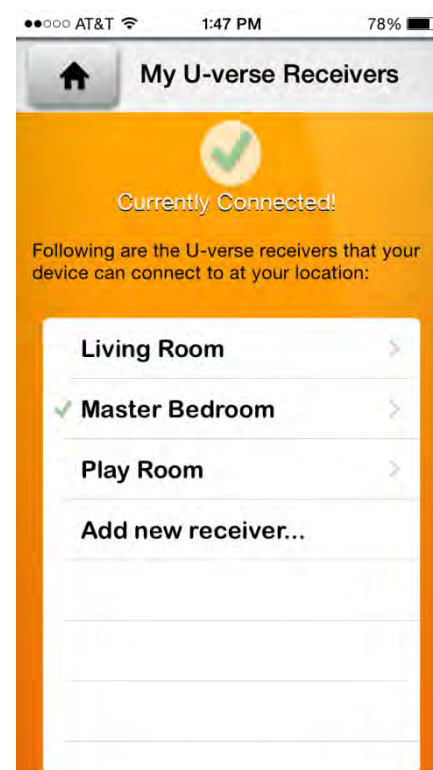 AT&T 1:47 PM 78%
My U-verse Receivers
Currently Connected!
Following are the U-verse receivers that your
device can connect to at your location:
Living Room
Master Bedroom
Play Room
Add new receiver...